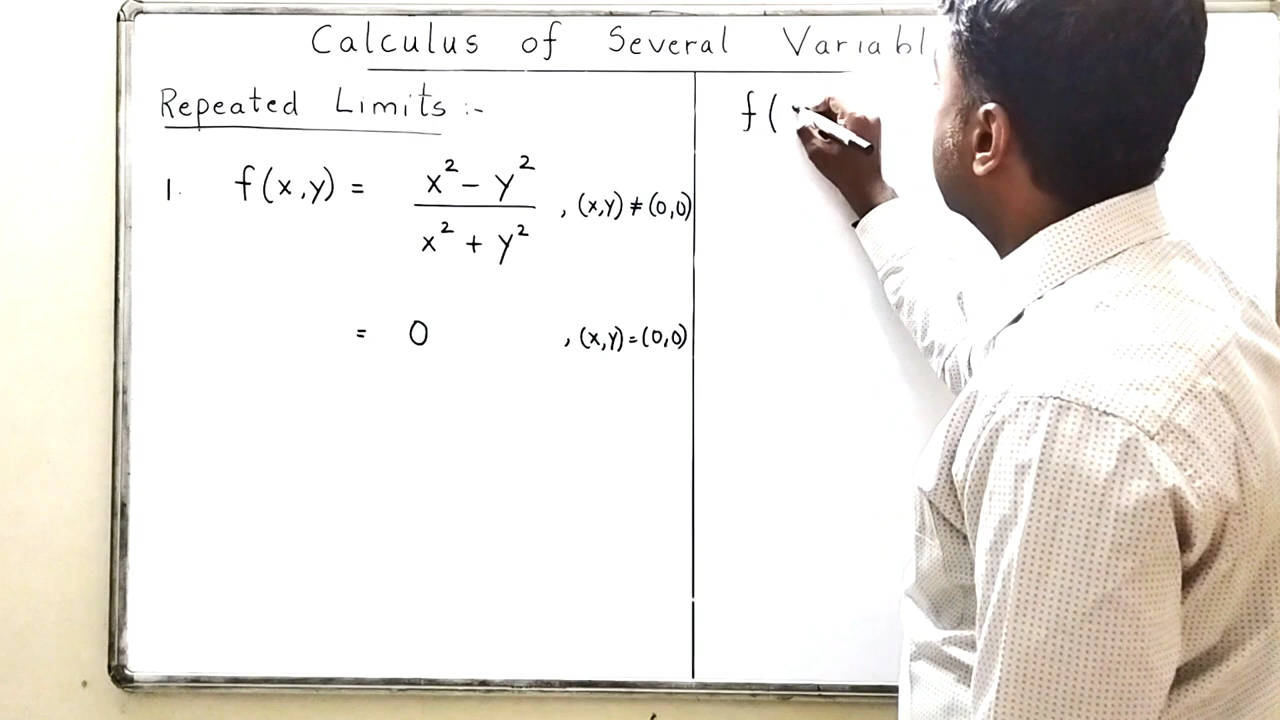 Calculus of Several Variabl
Repeated Limits :-
1. f(x,y) = x² - y² / x² + y² , (x,y) ≠ (0,0)
= 0 , (x,y) = (0,0)
f(